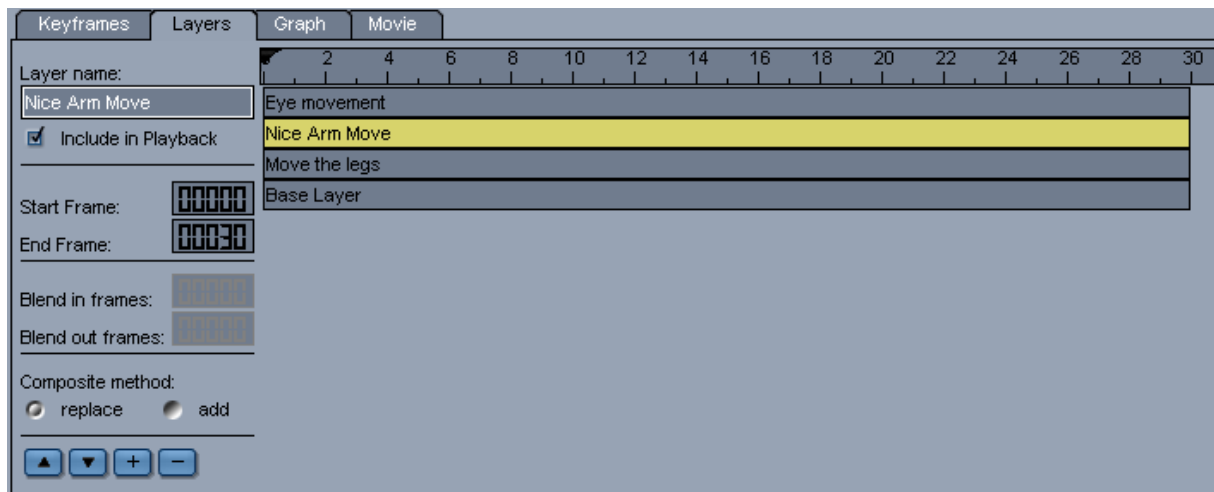 Keyframes Layers Graph Movie
2 4 6 8 10 12 14 16 18 20 22 24 26 28 30
Layer name:
Nice Arm Move
Include in Playback
Start Frame: 00000
End Frame: 00030
Blend in frames: 00000
Blend out frames: 00000
Composite method:
replace add
Eye movement
Nice Arm Move
Move the legs
Base Layer